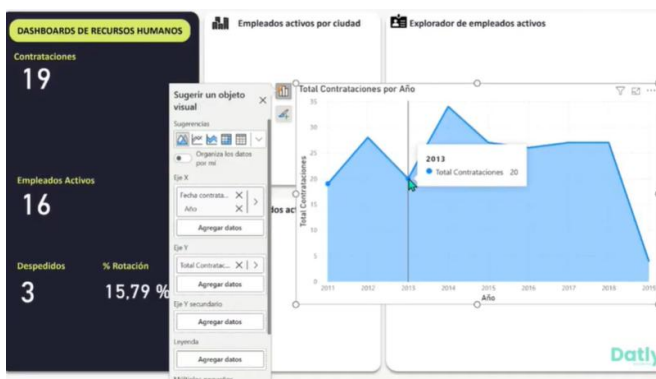 DASHBOARDS DE RECURSOS HUMANOS
Contrataciones
19
Empleados Activos
16
Despedidos
% Rotación
3
15,79 %
Empleados activos por ciudad
Explorador de empleados activos
Sugerir un objeto
visual
Sugerencias
Organiza los datos
por mí
Eje X
Fecha contrata...
Año
Agregar datos
Eje Y
Total Contratac...
Agregar datos
Eje Y secundario
Agregar datos
Leyenda
Agregar datos
dos act
Total Contrataciones por Año
35
30
25
20
15
10
5
0
Total Contrataciones
2013
Total Contrataciones 20
2011 2012 2013 2014 2015 2016 2017 2018 2019
Año
Datly